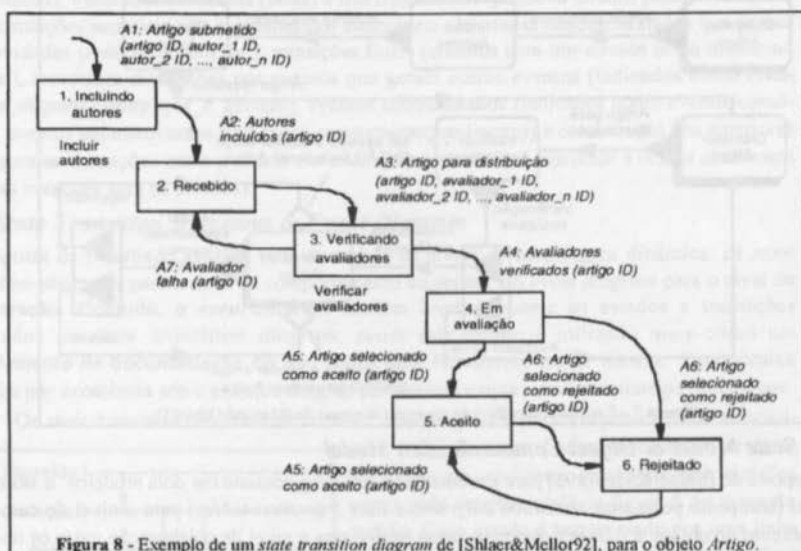 A1: Artigo submetido
(artigo ID, autor_1 ID,
autor_2 ID, ..., autor_n ID)
1. Incluindo
autores
Incluir
autores
A2: Autores
incluídos (artigo ID)
2. Recebido
A3: Artigo para distribuição
(artigo ID, avaliador_1 ID,
avaliador_2 ID, ..., avaliador_n ID)
3. Verificando
avaliadores
A7: Avaliador
falha (artigo ID)
Verificar
avaliadores
A4: Avaliadores
verificados (artigo ID)
4. Em
avaliação
A5: Artigo selecionado
como aceito (artigo ID)
A6: Artigo
selecionado
como rejeitado
(artigo ID)
A6: Artigo
selecionado
como rejeitado
(artigo ID)
5. Aceito
A5: Artigo selecionado
como aceito (artigo ID)
6. Rejeitado
Figura 8 - Exemplo de um state transition diagram de [Shlaer&Mellor92], para o objeto Artigo.